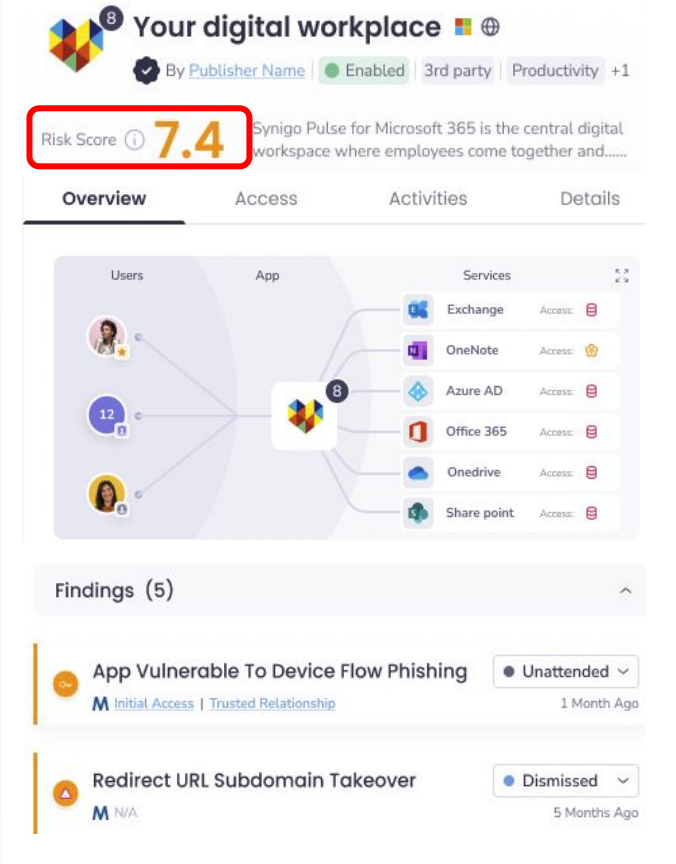 8
Your digital workplace
By Publisher Name Enabled 3rd party Productivity +1
Risk Score 7.4
Synigo Pulse for Microsoft 365 is the central digital
workspace where employees come together and......
Overview Access Activities Details
Users App Services
Exchange Access:
OneNote Access:
8 Azure AD Access:
12
Office 365 Access:
Onedrive Access:
Share point Access:
Findings (5)
App Vulnerable To Device Flow Phishing Unattended
M Initial Access | Trusted Relationship 1 Month Ago
Redirect URL Subdomain Takeover Dismissed
M N/A 5 Months Ago